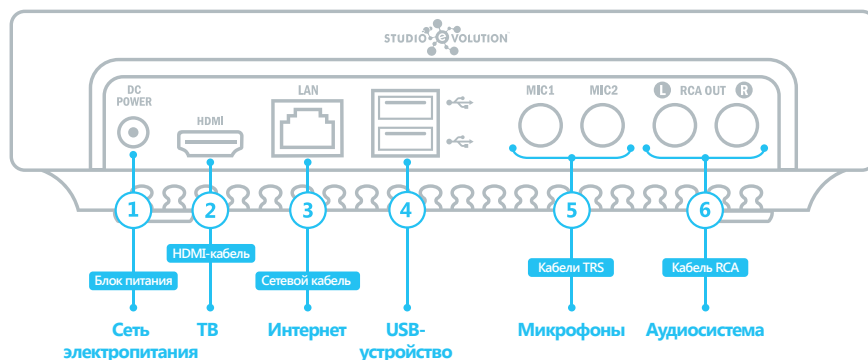 STUDIO EVOLUTION
DC POWER
HDMI
LAN
MIC1 MIC2
L RCA OUT R
1 2 3 4 5 6
HDMI-кабель
Блок питания
Сетевой кабель
Кабели TRS
Кабель RCA
Сеть электропитания
ТВ
Интернет
USB-устройство
Микрофоны
Аудиосистема